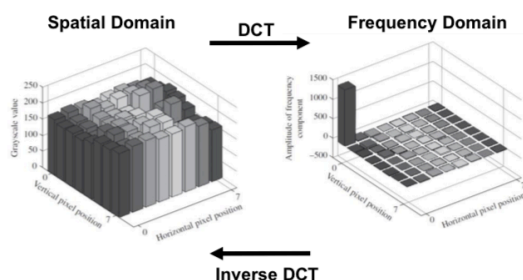 Spatial Domain
DCT
Frequency Domain
250
200
150
100
50
0
Grayscale value
0
Vertical pixel position
7
0
Horizontal pixel position
7
1500
1000
500
0
-500
Amplitude of frequency
component
0
Vertical pixel position
7
0
Horizontal pixel position
7
Inverse DCT